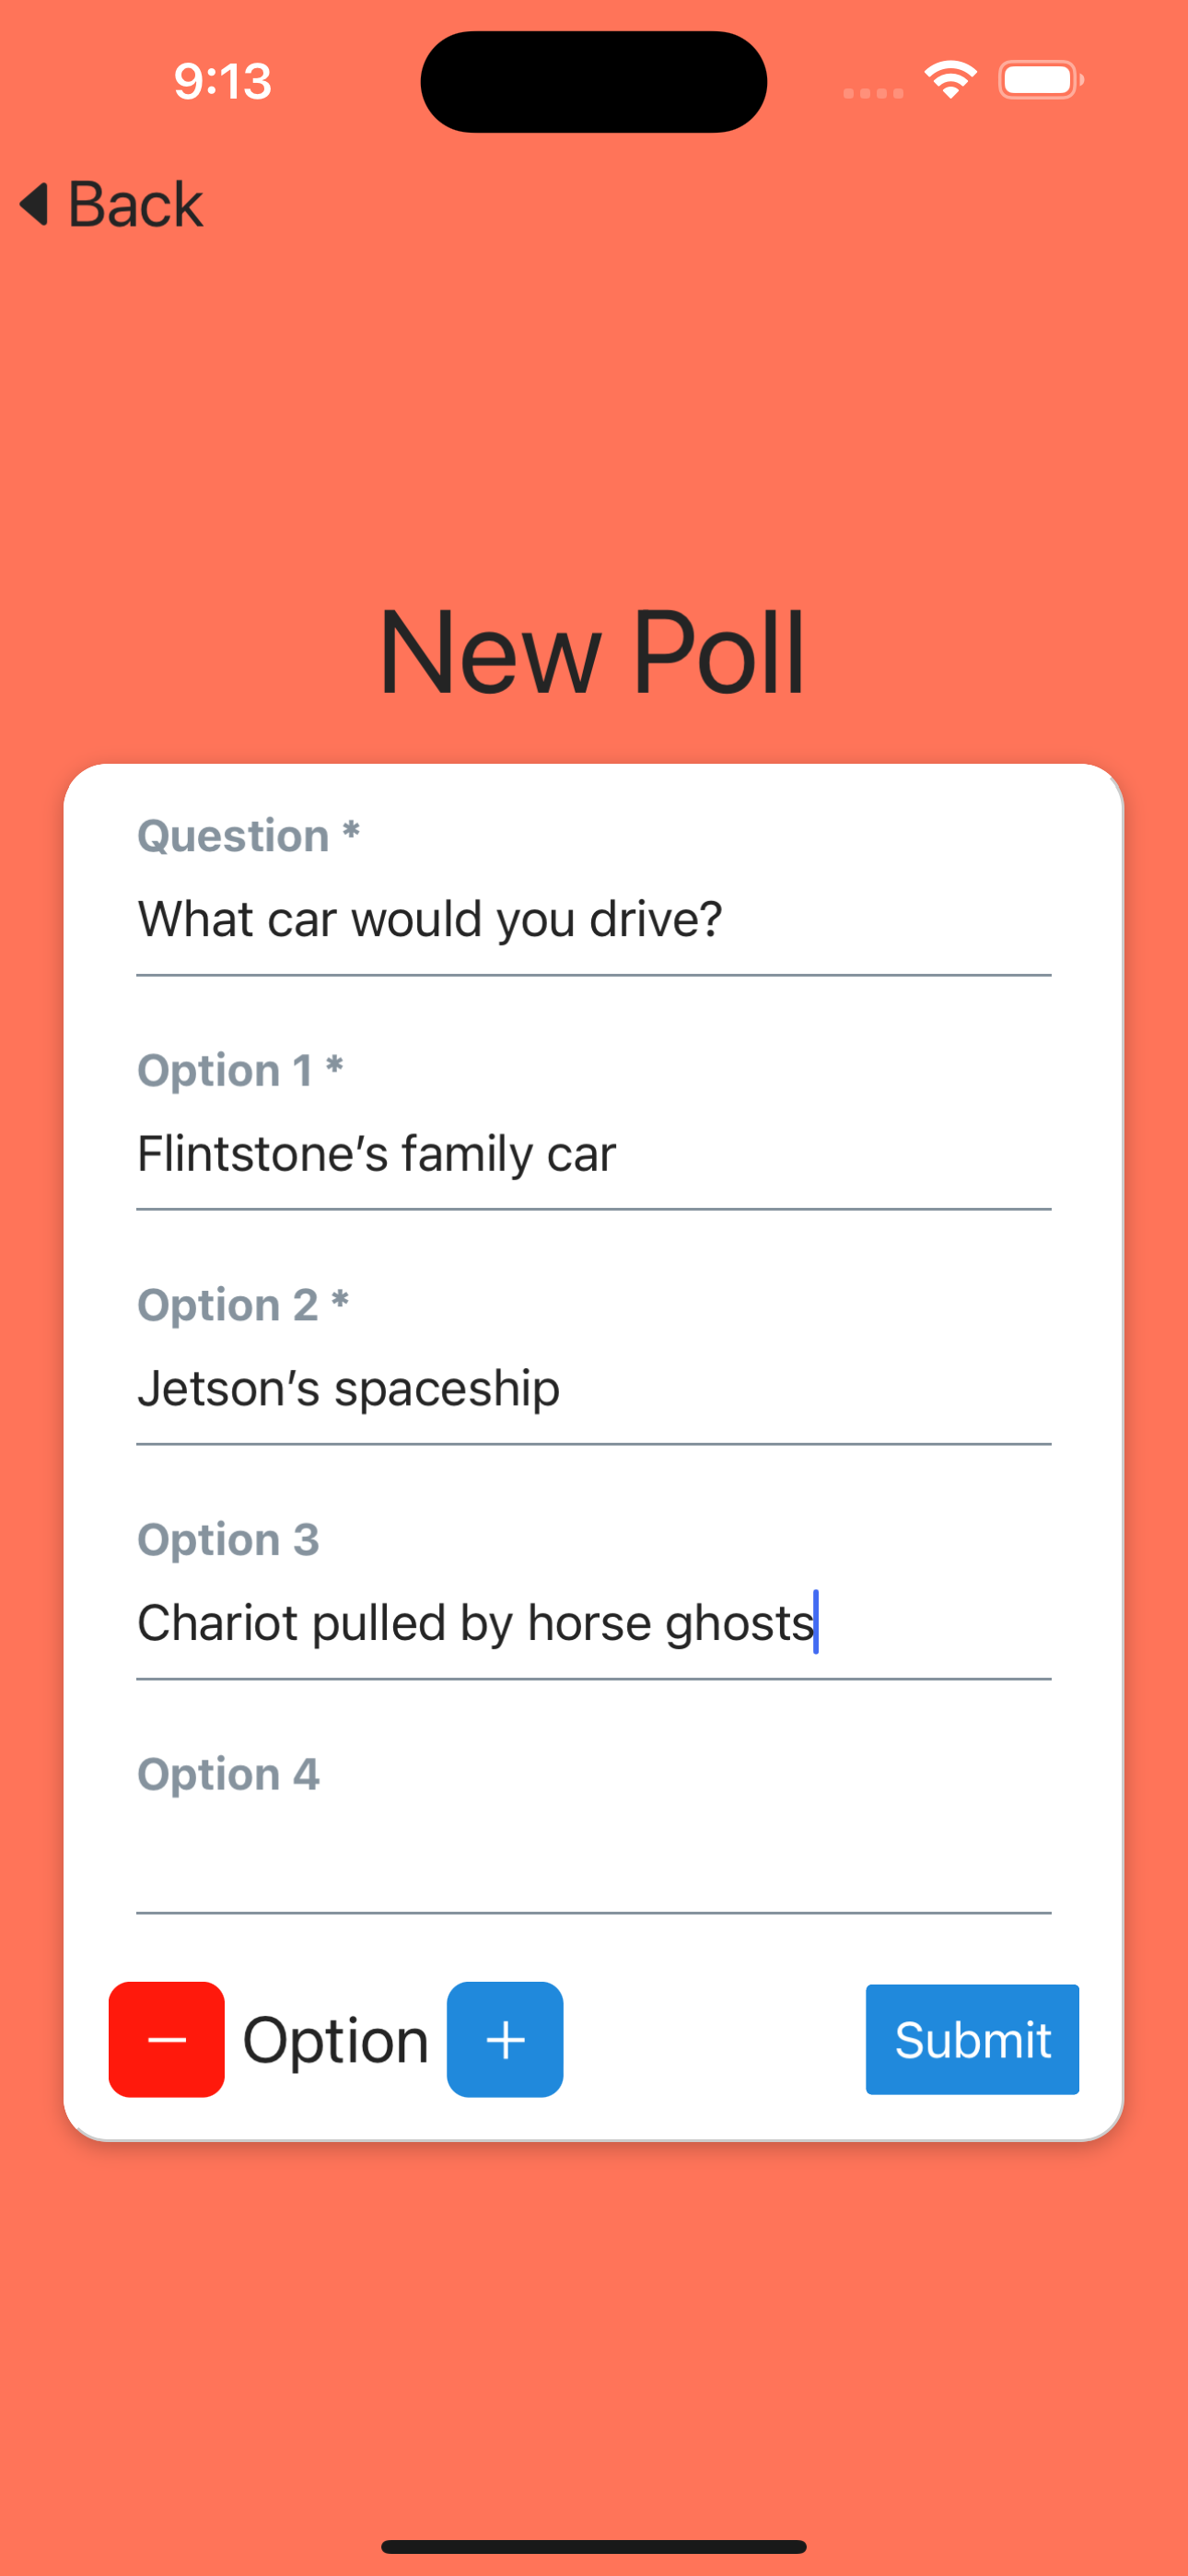 9:13
Back
New Poll
Question *
What car would you drive?
Option 1 *
Flintstone’s family car
Option 2 *
Jetson’s spaceship
Option 3
Chariot pulled by horse ghosts
Option 4
− Option + Submit